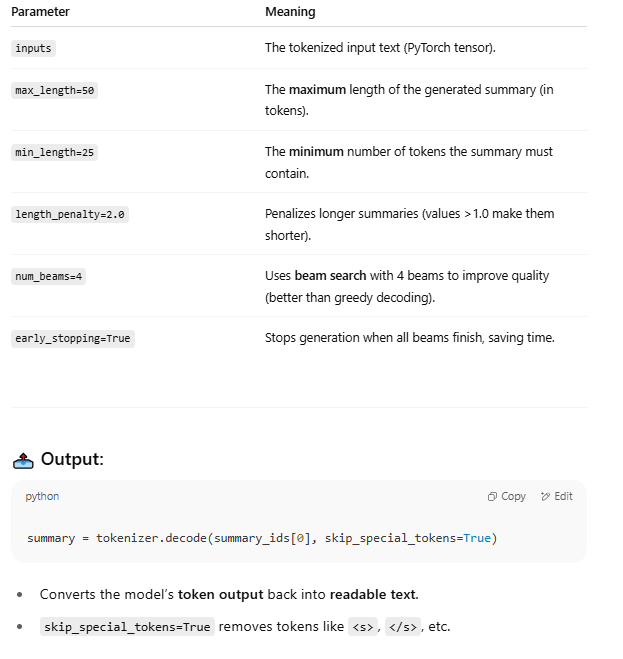 Parameter Meaning
inputs The tokenized input text (PyTorch tensor).
max_length=50 The maximum length of the generated summary (in
tokens).
min_length=25 The minimum number of tokens the summary must
contain.
length_penalty=2.0 Penalizes longer summaries (values >1.0 make them
shorter).
num_beams=4 Uses beam search with 4 beams to improve quality
(better than greedy decoding).
early_stopping=True Stops generation when all beams finish, saving time.
📤 Output:
python Copy Edit
summary = tokenizer.decode(summary_ids[0], skip_special_tokens=True)
• Converts the model's token output back into readable text.
• skip_special_tokens=True removes tokens like <s>, </s>, etc.